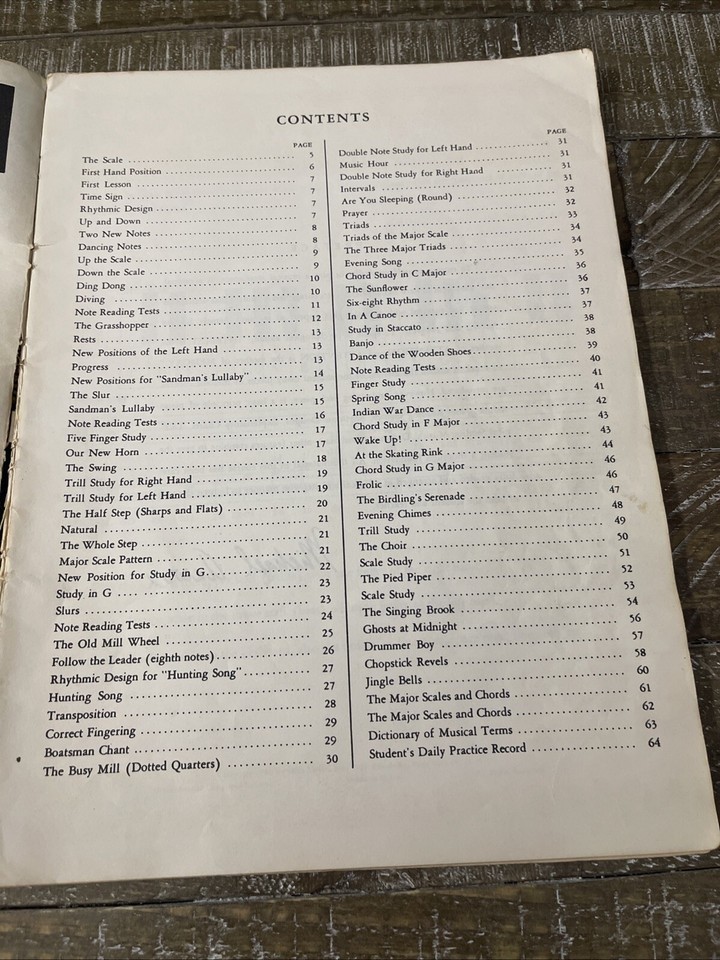 CONTENTS
PAGE
The Scale ........ 5
First Hand Position ........ 6
First Lesson ........ 7
Time Sign ........ 7
Rhythmic Design ........ 7
Up and Down ........ 7
Two New Notes ........ 8
Dancing Notes ........ 8
Up the Scale ........ 9
Down the Scale ........ 9
Ding Dong ........ 10
Diving ........ 10
Note Reading Tests ........ 11
The Grasshopper ........ 12
Rests ........ 13
New Positions of the Left Hand ........ 13
Progress ........ 13
New Positions for "Sandman's Lullaby" ........ 14
The Slur ........ 15
Sandman's Lullaby ........ 15
Note Reading Tests ........ 16
Five Finger Study ........ 17
Our New Horn ........ 17
The Swing ........ 18
Trill Study for Right Hand ........ 19
Trill Study for Left Hand ........ 19
The Half Step (Sharps and Flats) ........ 20
Natural ........ 21
The Whole Step ........ 21
Major Scale Pattern ........ 21
New Position for Study in G ........ 22
Study in G ........ 23
Slurs ........ 23
Note Reading Tests ........ 24
The Old Mill Wheel ........ 25
Follow the Leader (eighth notes) ........ 26
Rhythmic Design for "Hunting Song" ........ 27
Hunting Song ........ 27
Transposition ........ 28
Correct Fingering ........ 29
Boatsman Chant ........ 29
The Busy Mill (Dotted Quarters) ........ 30
PAGE
Double Note Study for Left Hand ........ 31
Music Hour ........ 31
Double Note Study for Right Hand 31
Intervals ........ 31
Are You Sleeping (Round) ........ 32
Prayer ........ 32
Triads ........ 33
Triads of the Major Scale ........ 34
The Three Major Triads ........ 34
Evening Song ........ 35
Chord Study in C Major ........ 36
The Sunflower ........ 36
Six-eight Rhythm ........ 37
In A Canoe ........ 37
Study in Staccato ........ 38
Banjo ........ 38
Dance of the Wooden Shoes ........ 39
Note Reading Tests ........ 40
Finger Study ........ 41
Spring Song ........ 41
Indian War Dance ........ 42
Chord Study in F Major ........ 43
Wake Up! ........ 43
At the Skating Rink ........ 44
Chord Study in G Major ........ 46
Frolic ........ 46
The Birdling's Serenade ........ 47
Evening Chimes ........ 48
Trill Study ........ 49
The Choir ........ 50
Scale Study ........ 51
The Pied Piper ........ 52
Scale Study ........ 53
The Singing Brook ........ 54
Ghosts at Midnight ........ 56
Drummer Boy ........ 57
Chopstick Revels ........ 58
Jingle Bells ........ 60
The Major Scales and Chords ........ 61
The Major Scales and Chords ........ 62
Dictionary of Musical Terms ........ 63
Student's Daily Practice Record ........ 64